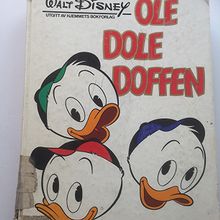 WALT DISNEY
UTGITT AV HJEMMETS BOKFORLAG
OLE
DOLE
DOFFEN